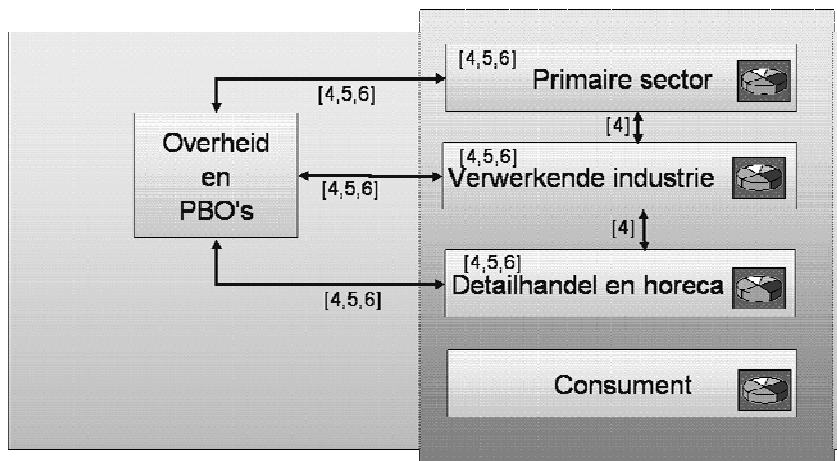 [4,5,6]
Primaire sector
[4,5,6]
[4]
Overheid
en
PBO's
[4,5,6]
Verwerkende industrie
[4,5,6]
[4]
[4,5,6]
Detailhandel en horeca
[4,5,6]
Consument